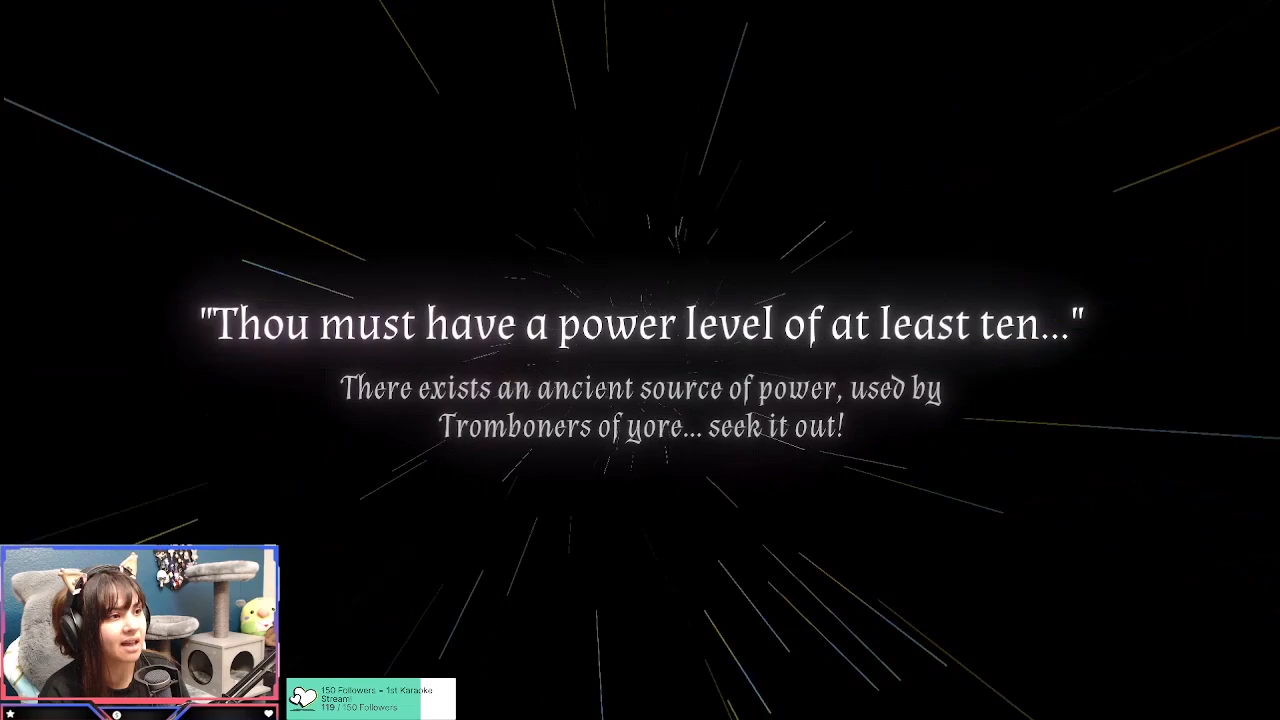 "Thou must have a power level of at least ten..."
There exists an ancient source of power, used by
Tromboners of yore... seek it out!
150 Followers = 1st Karaoke
Stream!
119 / 150 Followers